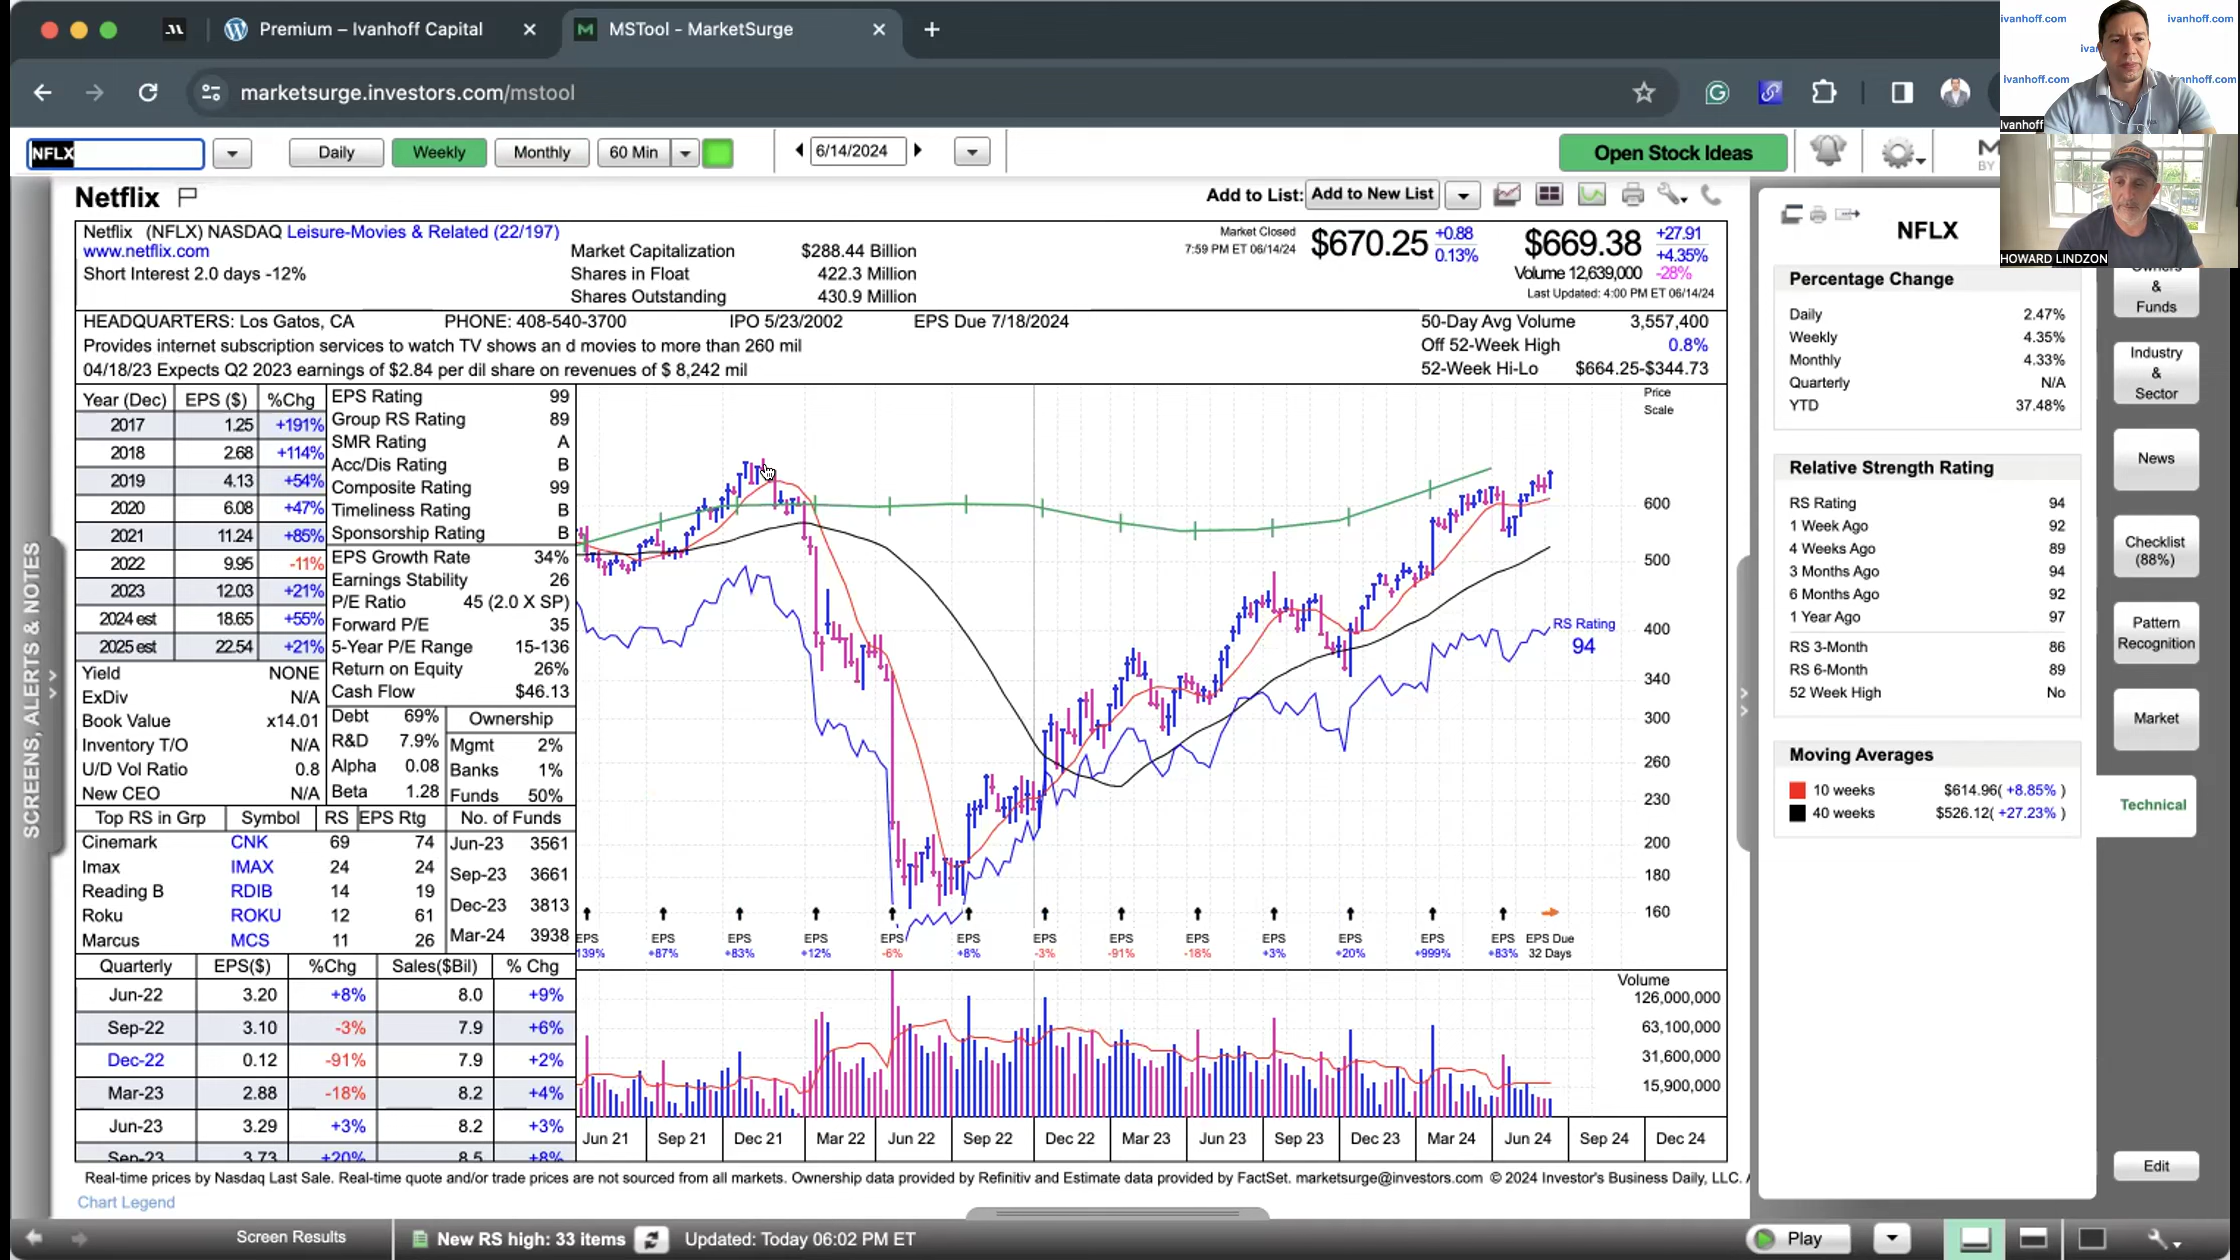 Premium – Ivanhoff Capital
MSTool - MarketSurge
marketsurge.investors.com/mstool
NFLX
Daily
Weekly
Monthly
60 Min
6/14/2024
Open Stock Ideas
Netflix
Add to List:
Add to New List
Netflix (NFLX) NASDAQ Leisure-Movies & Related (22/197)
www.netflix.com
Short Interest 2.0 days -12%
Market Capitalization $288.44 Billion
Shares in Float 422.3 Million
Shares Outstanding 430.9 Million
Market Closed
7:59 PM ET 06/14/24
$670.25 +0.88
0.13%
$669.38 +27.91
+4.35%
Volume 12,639,000 -28%
Last Updated: 4:00 PM ET 06/14/24
HEADQUARTERS: Los Gatos, CA PHONE: 408-540-3700 IPO 5/23/2002 EPS Due 7/18/2024
Provides internet subscription services to watch TV shows an d movies to more than 260 mil
04/18/23 Expects Q2 2023 earnings of $2.84 per dil share on revenues of $ 8,242 mil
50-Day Avg Volume 3,557,400
Off 52-Week High 0.8%
52-Week Hi-Lo $664.25-$344.73
Year (Dec) EPS ($) %Chg
2017 1.25 +191%
2018 2.68 +114%
2019 4.13 +54%
2020 6.08 +47%
2021 11.24 +85%
2022 9.95 -11%
2023 12.03 +21%
2024 est 18.65 +55%
2025 est 22.54 +21%
Yield NONE
ExDiv N/A
Book Value x14.01
Inventory T/O N/A
U/D Vol Ratio 0.8
New CEO N/A
EPS Rating 99
Group RS Rating 89
SMR Rating A
Acc/Dis Rating B
Composite Rating 99
Timeliness Rating B
Sponsorship Rating B
EPS Growth Rate 34%
Earnings Stability 26
P/E Ratio 45 (2.0 X SP)
Forward P/E 35
5-Year P/E Range 15-136
Return on Equity 26%
Cash Flow $46.13
Debt 69%
R&D 7.9%
Alpha 0.08
Beta 1.28
Ownership
Mgmt 2%
Banks 1%
Funds 50%
Top RS in Grp Symbol RS EPS Rtg
Cinemark CNK 69 74
Imax IMAX 24 24
Reading B RDIB 14 19
Roku ROKU 12 61
Marcus MCS 11 26
No. of Funds
Jun-23 3561
Sep-23 3661
Dec-23 3813
Mar-24 3938
Quarterly EPS($) %Chg Sales($Bil) % Chg
Jun-22 3.20 +8% 8.0 +9%
Sep-22 3.10 -3% 7.9 +6%
Dec-22 0.12 -91% 7.9 +2%
Mar-23 2.88 -18% 8.2 +4%
Jun-23 3.29 +3% 8.2 +3%
Sep-23 3.73 +20% 8.5 +8%
Price
Scale
600
500
400
340
300
260
230
200
180
160
RS Rating
94
EPS EPS EPS EPS EPS EPS EPS EPS EPS EPS EPS EPS EPS EPS Due
139% +87% +83% +12% -6% +8% -3% -91% -18% +3% +20% +999% +83% 32 Days
Volume
126,000,000
63,100,000
31,600,000
15,900,000
Jun 21 Sep 21 Dec 21 Mar 22 Jun 22 Sep 22 Dec 22 Mar 23 Jun 23 Sep 23 Dec 23 Mar 24 Jun 24 Sep 24 Dec 24
Real-time prices by Nasdaq Last Sale. Real-time quote and/or trade prices are not sourced from all markets. Ownership data provided by Refinitiv and Estimate data provided by FactSet. marketsurge@investors.com © 2024 Investor's Business Daily, LLC.
Chart Legend
SCREENS, ALERTS & NOTES
NFLX
Percentage Change
Daily 2.47%
Weekly 4.35%
Monthly 4.33%
Quarterly N/A
YTD 37.48%
Relative Strength Rating
RS Rating 94
1 Week Ago 92
4 Weeks Ago 89
3 Months Ago 94
6 Months Ago 92
1 Year Ago 97
RS 3-Month 86
RS 6-Month 89
52 Week High No
Moving Averages
10 weeks $614.96( +8.85% )
40 weeks $526.12( +27.23% )
Owners
&
Funds
Industry
&
Sector
News
Checklist
(88%)
Pattern
Recognition
Market
Technical
Edit
Screen Results
New RS high: 33 items
Updated: Today 06:02 PM ET
Play
ivanhoff.com
ivanhoff.com
ivanhoff.com
Ivanhoff
HOWARD LINDZON